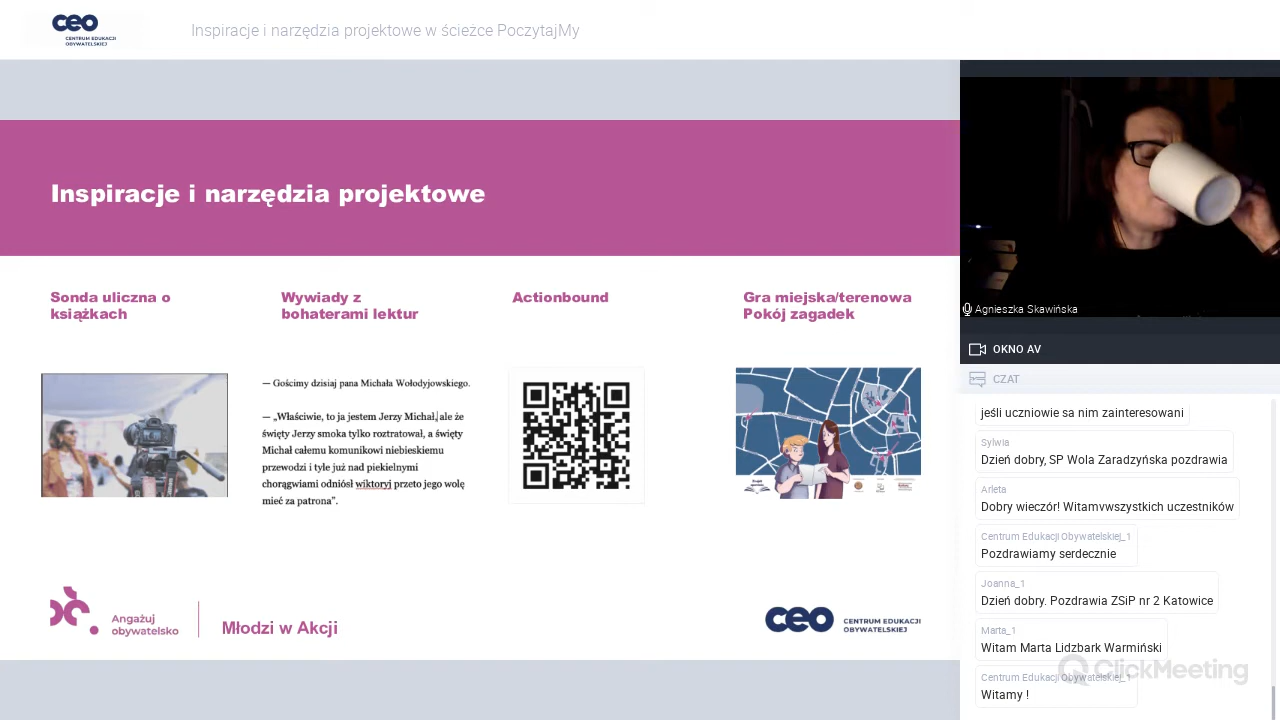 ceo
CENTRUM EDUKACJI
OBYWATELSKIEJ
Inspiracje i narzędzia projektowe w ścieżce PoczytajMy
Inspiracje i narzędzia projektowe
Sonda uliczna o
książkach
Wywiady z
bohaterami lektur
Actionbound
Gra miejska/terenowa
Pokój zagadek
— Gościmy dzisiaj pana Michała Wołodyjowskiego.
— „Właściwie, to ja jestem Jerzy Michał, ale że
święty Jerzy smoka tylko roztratował, a święty
Michał całemu komunikowi niebieskiemu
przewodzi i tyle już nad piekielnymi
chorągwiami odniósł wiktoryj przeto jego wolę
mieć za patrona”.
Angażuj
obywatelsko
Młodzi w Akcji
ceo
CENTRUM EDUKACJI
OBYWATELSKIEJ
Agnieszka Skawińska
OKNO AV
CZAT
jeśli uczniowie sa nim zainteresowani
Sylwia
Dzień dobry, SP Wola Zaradzyńska pozdrawia
Arleta
Dobry wieczór! Witamvwszystkich uczestników
Centrum Edukacji Obywatelskiej_1
Pozdrawiamy serdecznie
Joanna_1
Dzień dobry. Pozdrawia ZSiP nr 2 Katowice
Marta_1
Witam Marta Lidzbark Warmiński
Centrum Edukacji Obywatelskiej_1
Witamy !
ClickMeeting